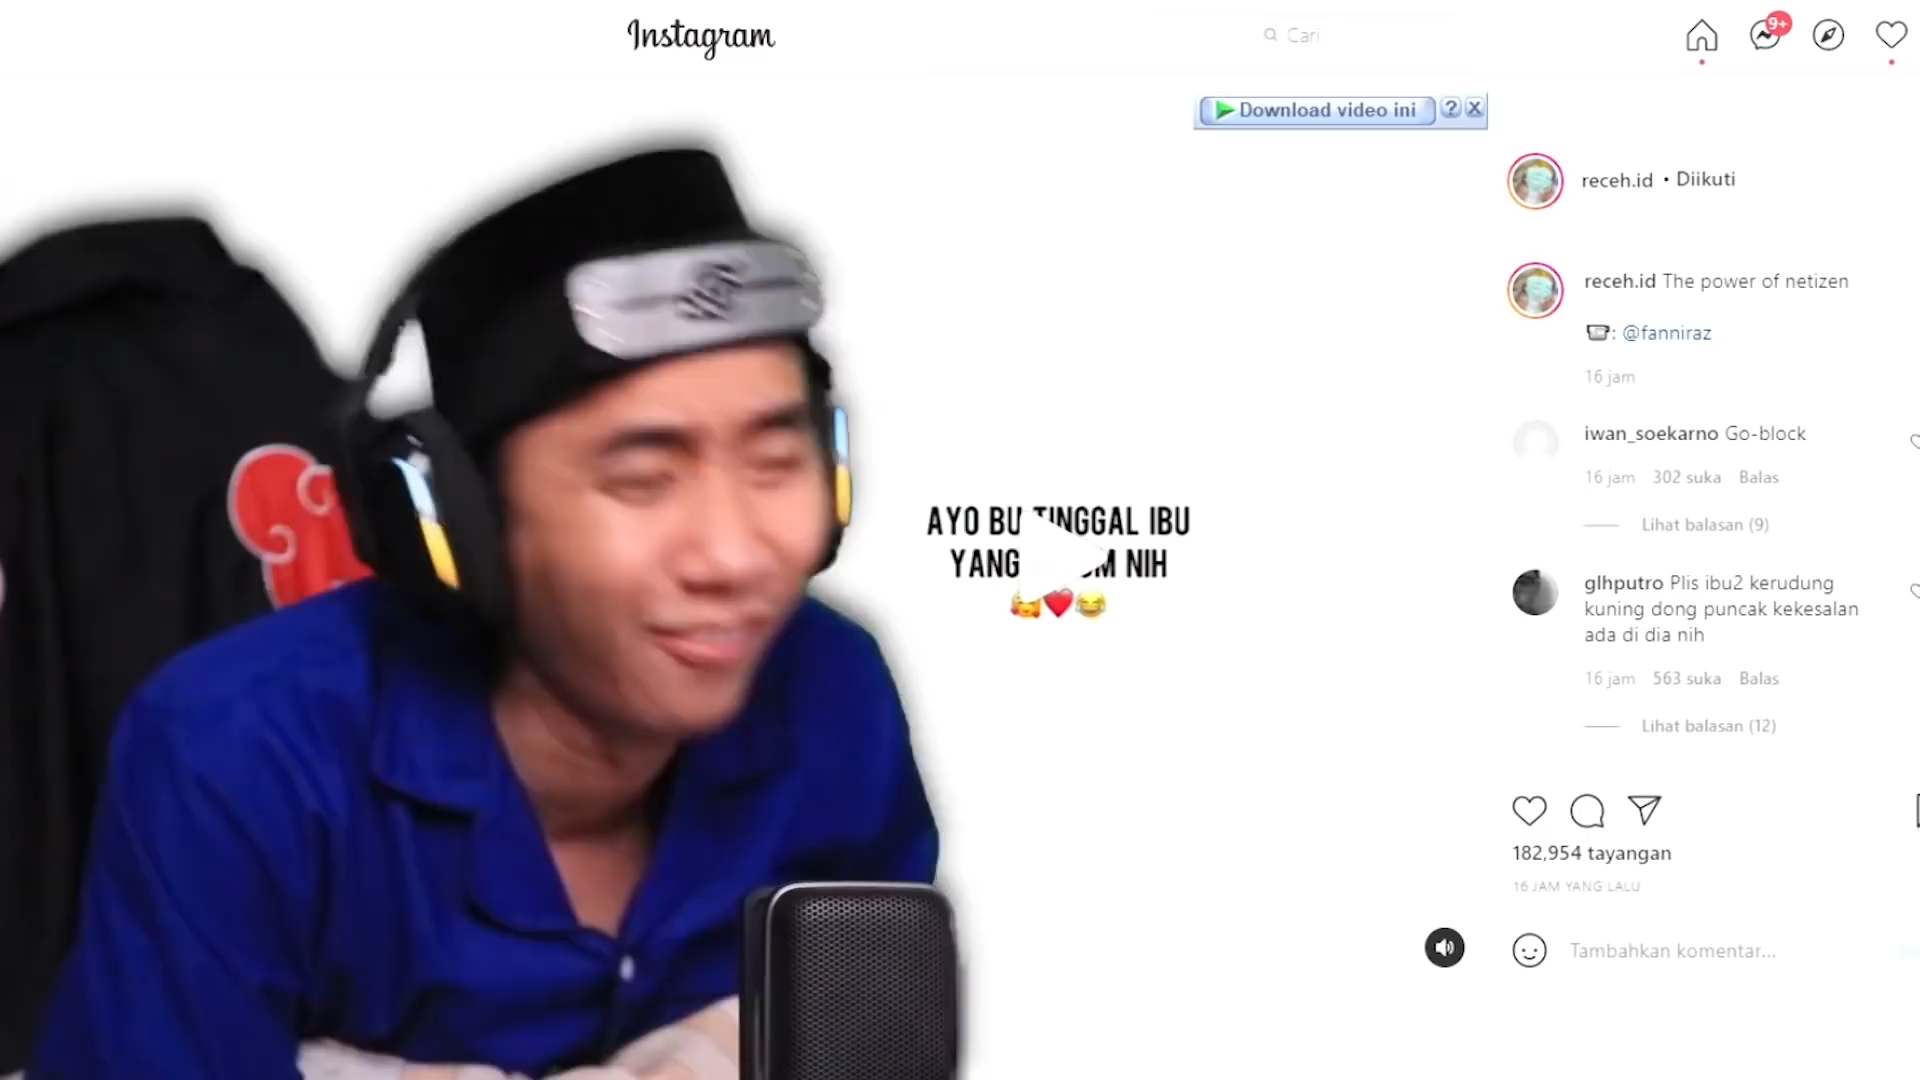 Instagram
Cari
9+
Download video ini
receh.id • Diikuti
receh.id The power of netizen
: @fanniraz
16 jam
iwan_soekarno Go-block
16 jam 302 suka Balas
Lihat balasan (9)
AYO BU TINGGAL IBU
YANG NIH
glhputro Plis ibu2 kerudung
kuning dong puncak kekesalan
ada di dia nih
16 jam 563 suka Balas
Lihat balasan (12)
182,954 tayangan
16 JAM YANG LALU
Tambahkan komentar...